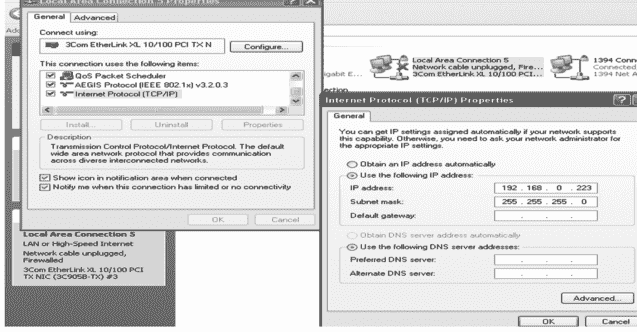 Local Area Connection 5 Properties
General Advanced
Connect using:
3Com EtherLink XL 10/100 PCI TX N Configure...
This connection uses the following items:
QoS Packet Scheduler
AEGIS Protocol (IEEE 802.1x) v3.2.0.3
Internet Protocol (TCP/IP)
Install... Uninstall Properties
Description
Transmission Control Protocol/Internet Protocol. The default
wide area network protocol that provides communication
across diverse interconnected networks.
Show icon in notification area when connected
Notify me when this connection has limited or no connectivity
OK Cancel
Local Area Connection 5
LAN or High-Speed Internet
Network cable unplugged,
Firewalled
3Com EtherLink XL 10/100 PCI
TX NIC (3C905B-TX) #3
Local Area Connection 5
Network cable unplugged, Fire...
3Com EtherLink XL 10/100 PCI...
1394 Conn
Connected
1394 Net A
Internet Protocol (TCP/IP) Properties
General
You can get IP settings assigned automatically if your network supports
this capability. Otherwise, you need to ask your network administrator for
the appropriate IP settings.
Obtain an IP address automatically
Use the following IP address:
IP address: 192 . 168 . 0 . 223
Subnet mask: 255 . 255 . 255 . 0
Default gateway: . . .
Obtain DNS server address automatically
Use the following DNS server addresses:
Preferred DNS server: . . .
Alternate DNS server: . . .
Advanced...
OK Cancel